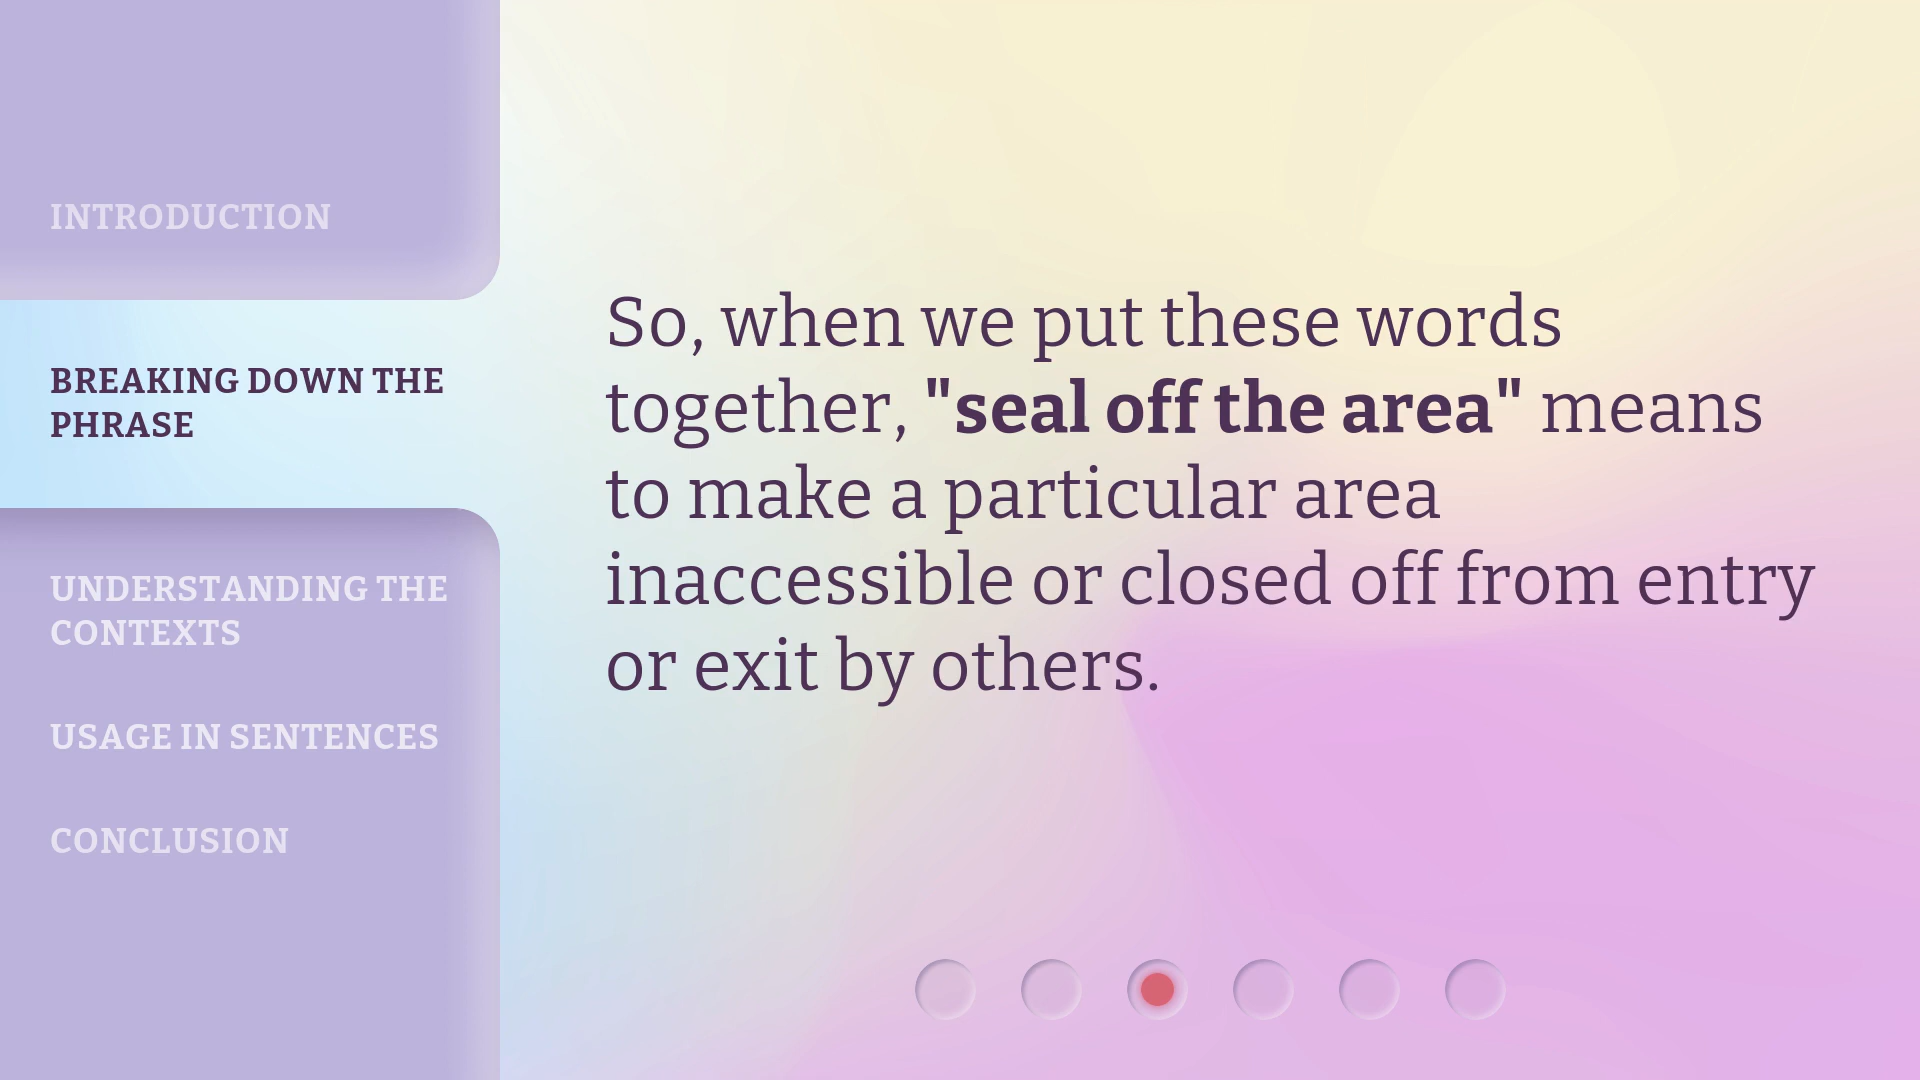 INTRODUCTION
BREAKING DOWN THE
PHRASE
UNDERSTANDING THE
CONTEXTS
USAGE IN SENTENCES
CONCLUSION
So, when we put these words
together, "seal off the area" means
to make a particular area
inaccessible or closed off from entry
or exit by others.